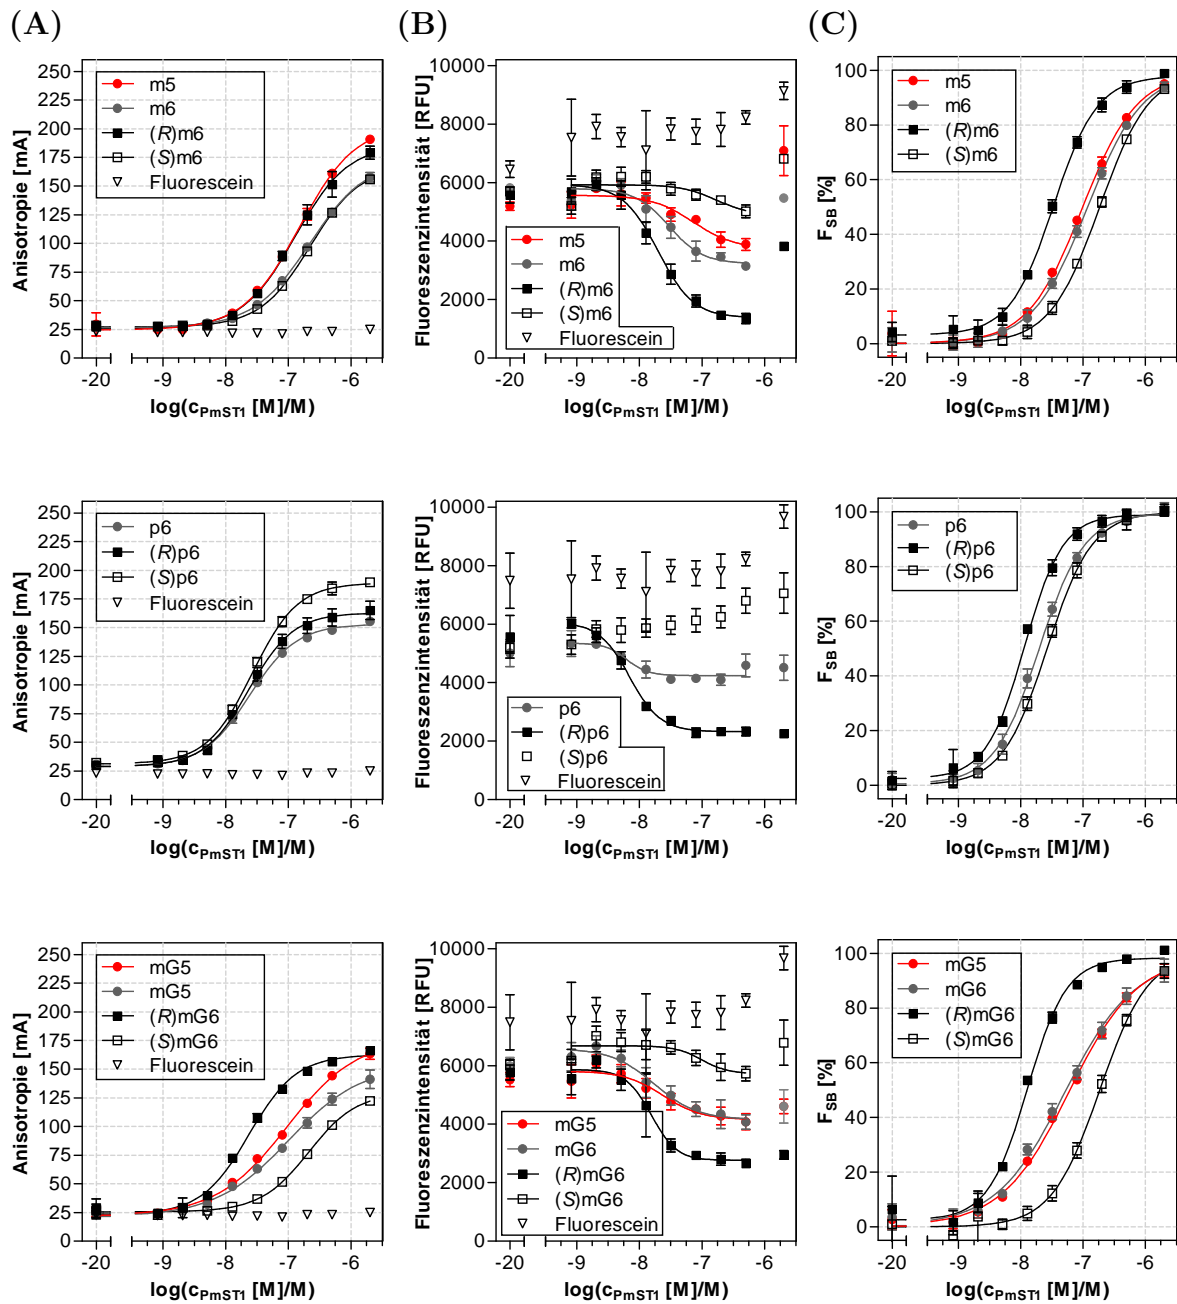 (A) (B) (C)
Anisotropie [mA]
250
225
200
175
150
125
100
75
50
25
0
m5
m6
(R)m6
(S)m6
Fluorescein
-20 -9 -8 -7 -6
log(cPmST1 [M]/M)
Fluoreszenzintensität [RFU]
10000
8000
6000
4000
2000
0
m5
m6
(R)m6
(S)m6
Fluorescein
-20 -9 -8 -7 -6
log(cPmST1 [M]/M)
FSB [%]
100
80
60
40
20
0
m5
m6
(R)m6
(S)m6
-20 -9 -8 -7 -6
log(cPmST1 [M]/M)
Anisotropie [mA]
250
225
200
175
150
125
100
75
50
25
0
p6
(R)p6
(S)p6
Fluorescein
-20 -9 -8 -7 -6
log(cPmST1 [M]/M)
Fluoreszenzintensität [RFU]
10000
8000
6000
4000
2000
0
p6
(R)p6
(S)p6
Fluorescein
-20 -9 -8 -7 -6
log(cPmST1 [M]/M)
FSB [%]
100
80
60
40
20
0
p6
(R)p6
(S)p6
-20 -9 -8 -7 -6
log(cPmST1 [M]/M)
Anisotropie [mA]
250
225
200
175
150
125
100
75
50
25
0
mG5
mG5
(R)mG6
(S)mG6
Fluorescein
-20 -9 -8 -7 -6
log(cPmST1 [M]/M)
Fluoreszenzintensität [RFU]
10000
8000
6000
4000
2000
0
mG5
mG6
(R)mG6
(S)mG6
Fluorescein
-20 -9 -8 -7 -6
log(cPmST1 [M]/M)
FSB [%]
100
80
60
40
20
0
mG5
mG6
(R)mG6
(S)mG6
-20 -9 -8 -7 -6
log(cPmST1 [M]/M)